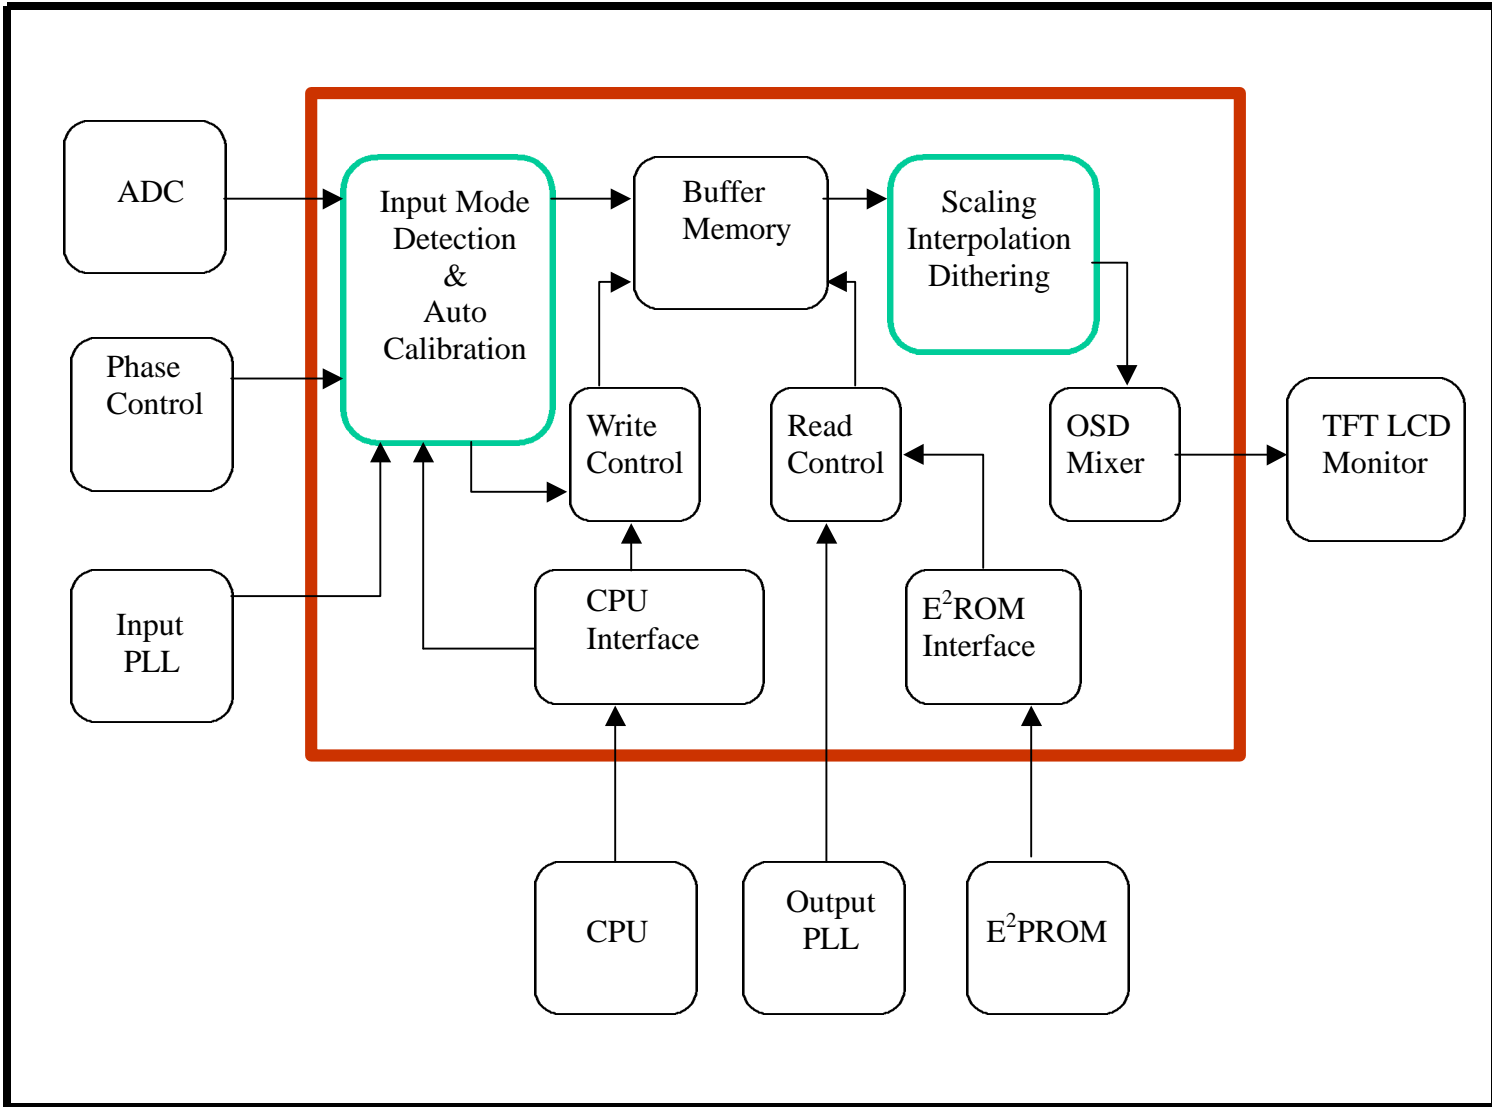 ADC
Input Mode
Detection
&
Auto
Calibration
Buffer
Memory
Scaling
Interpolation
Dithering
Phase
Control
Write
Control
Read
Control
OSD
Mixer
TFT LCD
Monitor
Input
PLL
CPU
Interface
E²ROM
Interface
CPU
Output
PLL
E²PROM